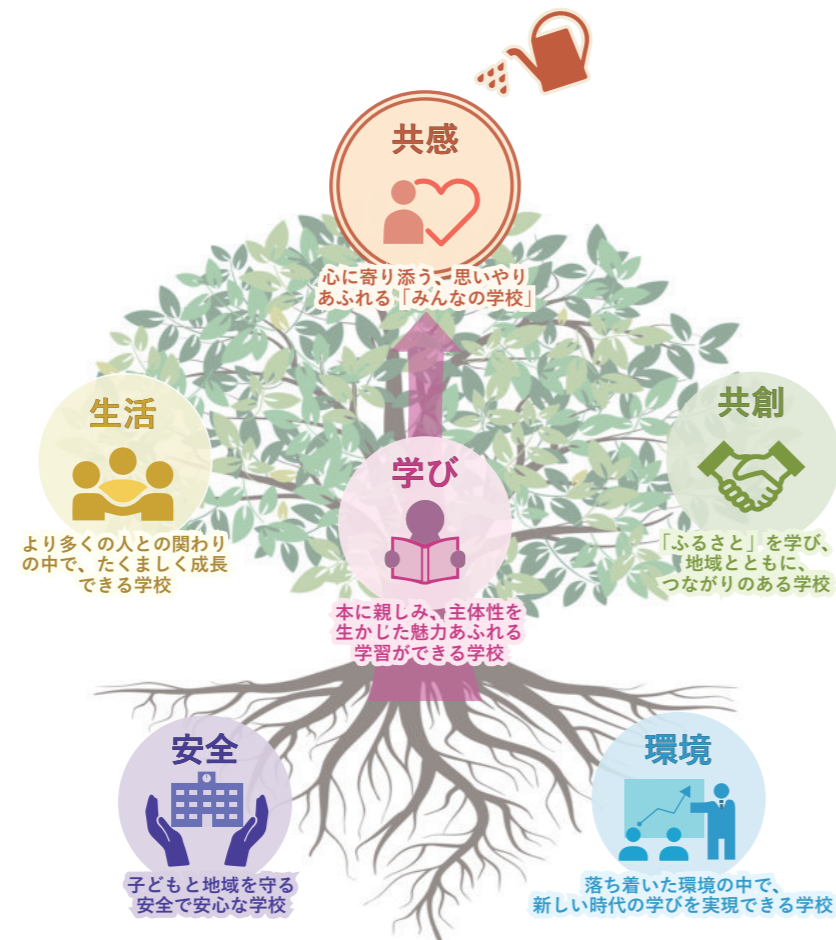 共感
心に寄り添う、思いやり
あふれる「みんなの学校」
生活
より多くの人との関わり
の中で、たくましく成長
できる学校
学び
本に親しみ、主体性を
生かじた魅力あふれる
学習ができる学校
共創
「ふるさと」を学び、
地域とともに、
つながりのある学校
安全
子どもと地域を守る
安全で安心な学校
環境
落ち着いた環境の中で、
新しい時代の学びを実現できる学校